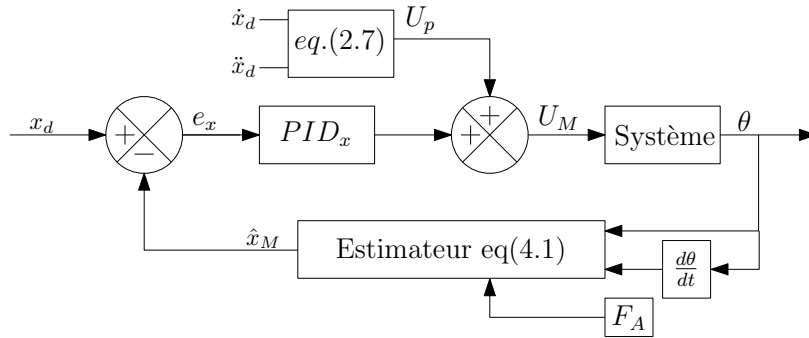 ẋ_d
U_p
eq.(2.7)
ẍ_d
x_d
+
−
e_x
PID_x
+
+
U_M
Système
θ
x̂_M
Estimateur eq(4.1)
dθ
dt
F_A